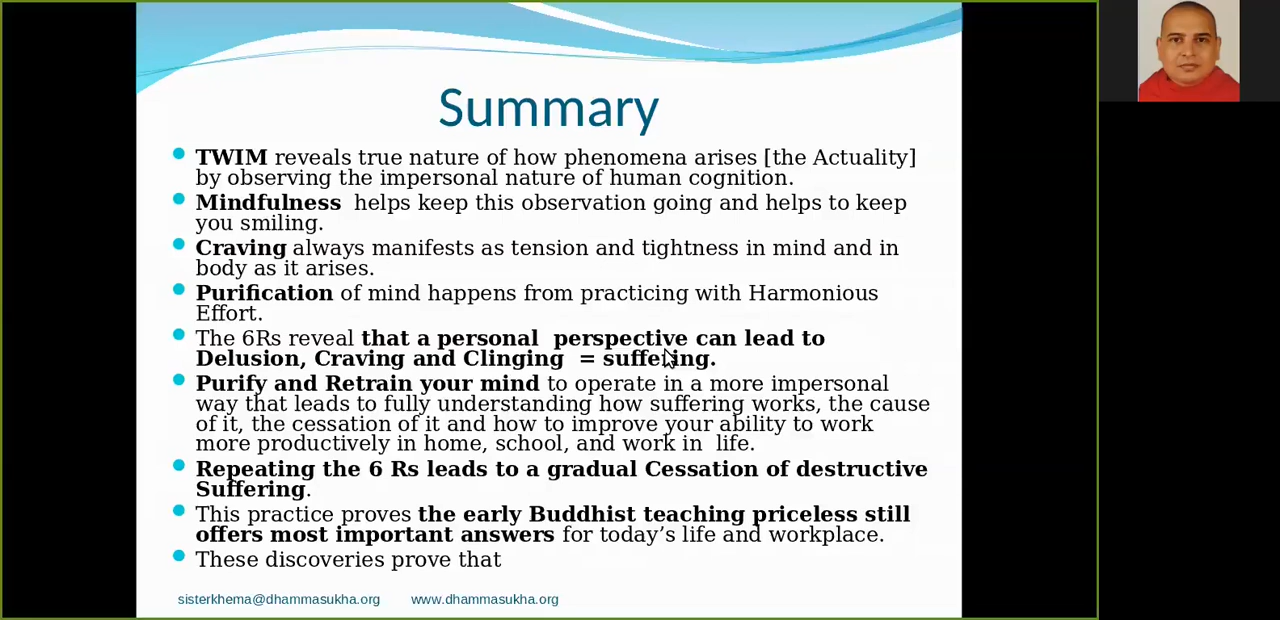 Summary
TWIM reveals true nature of how phenomena arises [the Actuality]
by observing the impersonal nature of human cognition.
Mindfulness helps keep this observation going and helps to keep
you smiling.
Craving always manifests as tension and tightness in mind and in
body as it arises.
Purification of mind happens from practicing with Harmonious
Effort.
The 6Rs reveal that a personal perspective can lead to
Delusion, Craving and Clinging = suffering.
Purify and Retrain your mind to operate in a more impersonal
way that leads to fully understanding how suffering works, the cause
of it, the cessation of it and how to improve your ability to work
more productively in home, school, and work in life.
Repeating the 6 Rs leads to a gradual Cessation of destructive
Suffering.
This practice proves the early Buddhist teaching priceless still
offers most important answers for today’s life and workplace.
These discoveries prove that
sisterkhema@dhammasukha.org www.dhammasukha.org